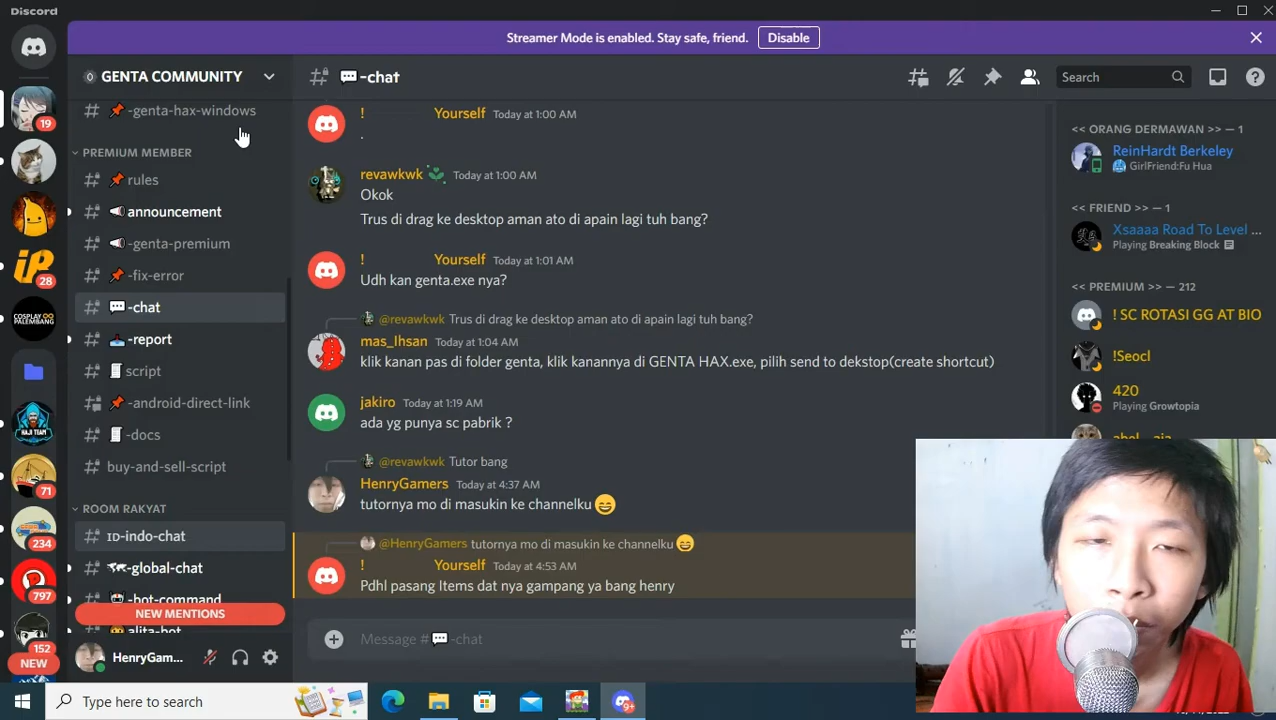 Discord
Streamer Mode is enabled. Stay safe, friend.
Disable
19
28
COSPLAY
PALEMBANG
HAJI TEAM
71
234
797
152
NEW
GENTA COMMUNITY
-genta-hax-windows
PREMIUM MEMBER
rules
announcement
-genta-premium
-fix-error
-chat
-report
script
-android-direct-link
-docs
buy-and-sell-script
ROOM RAKYAT
ɪᴅ-indo-chat
-global-chat
-bot-command
NEW MENTIONS
alita-bot
HenryGam...
-chat
Search
! Yourself Today at 1:00 AM
.
revawkwk Today at 1:00 AM
Okok
Trus di drag ke desktop aman ato di apain lagi tuh bang?
! Yourself Today at 1:01 AM
Udh kan genta.exe nya?
@revawkwk Trus di drag ke desktop aman ato di apain lagi tuh bang?
mas_Ihsan Today at 1:04 AM
klik kanan pas di folder genta, klik kanannya di GENTA HAX.exe, pilih send to dekstop(create shortcut)
jakiro Today at 1:19 AM
ada yg punya sc pabrik ?
@revawkwk Tutor bang
HenryGamers Today at 4:37 AM
tutornya mo di masukin ke channelku
@HenryGamers tutornya mo di masukin ke channelku
! Yourself Today at 4:53 AM
Pdhl pasang Items dat nya gampang ya bang henry
Message # -chat
<< ORANG DERMAWAN >> — 1
ReinHardt Berkeley
GirlFriend:Fu Hua
<< FRIEND >> — 1
Xsaaaa Road To Level ...
Playing Breaking Block
<< PREMIUM >> — 212
! SC ROTASI GG AT BIO
!Seocl
420
Playing Growtopia
Type here to search
9+